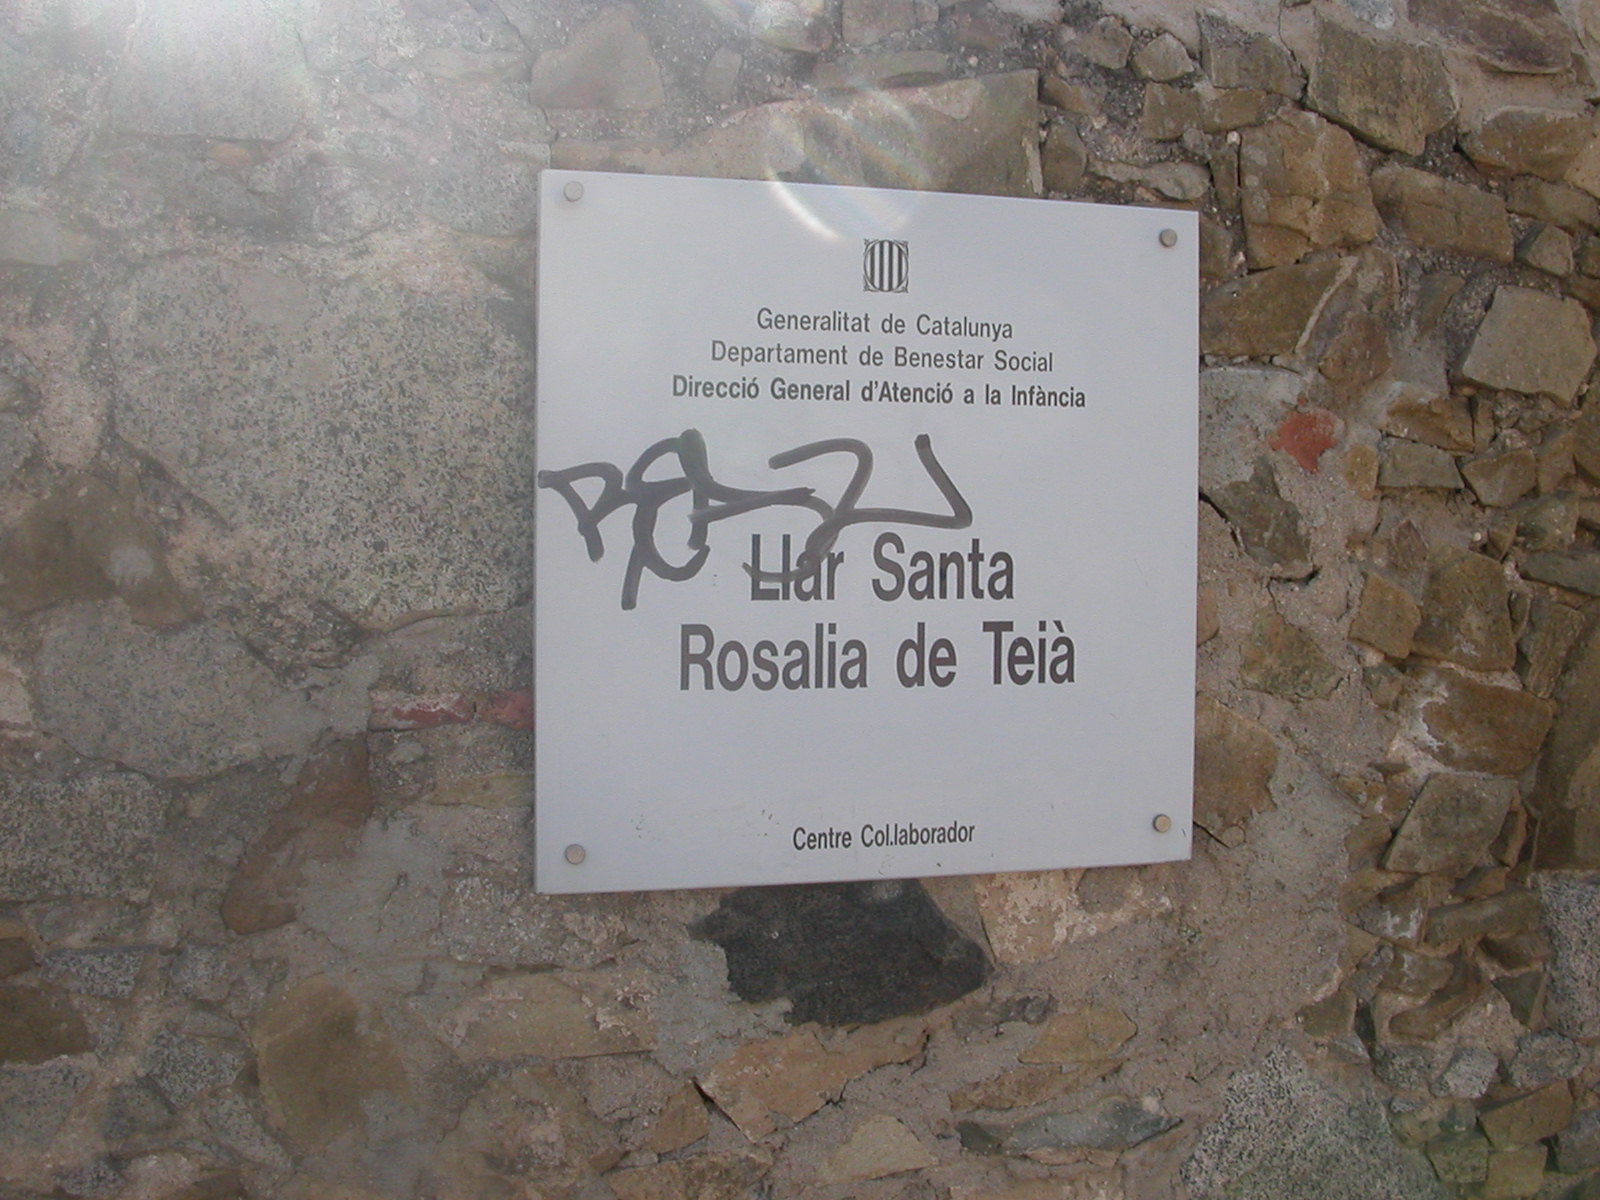 Generalitat de Catalunya
Departament de Benestar Social
Direcció General d'Atenció a la Infància
Llar Santa
Rosalia de Teià
Centre Col.laborador